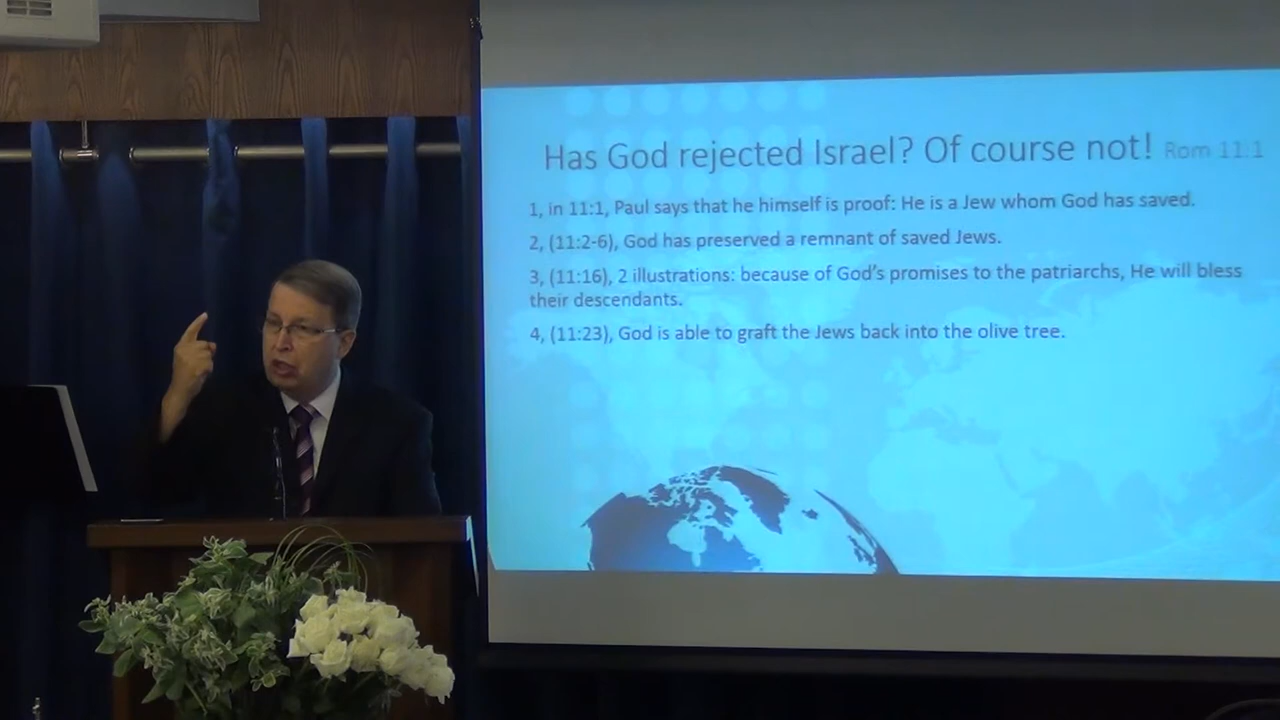 Has God rejected Israel? Of course not! Rom 11:1
1, in 11:1, Paul says that he himself is proof: He is a Jew whom God has saved.
2, (11:2-6), God has preserved a remnant of saved Jews.
3, (11:16), 2 illustrations: because of God's promises to the patriarchs, He will bless
their descendants.
4, (11:23), God is able to graft the Jews back into the olive tree.